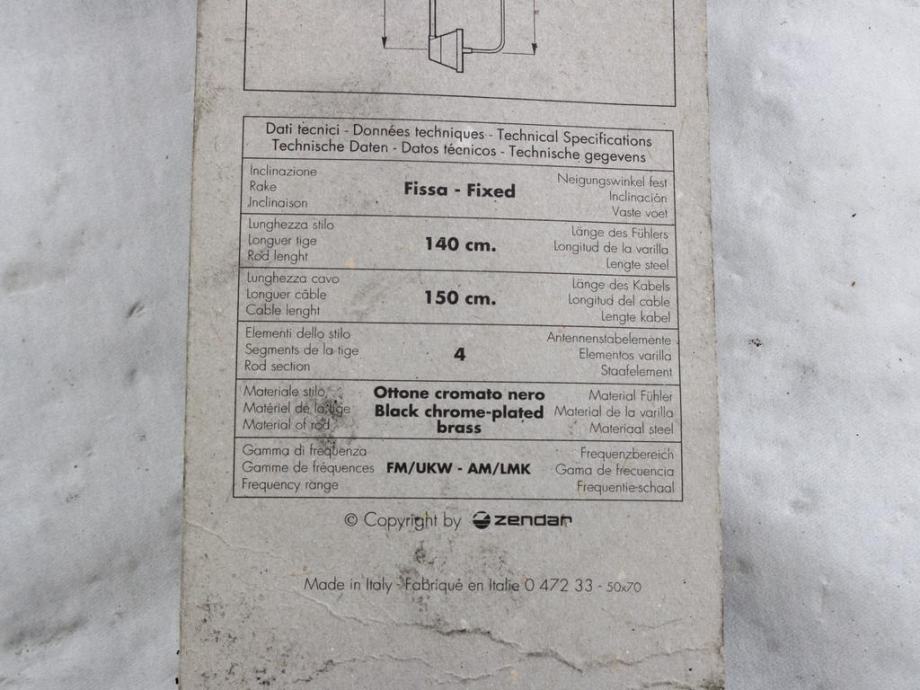 Dati tecnici - Données techniques - Technical Specifications
Technische Daten - Datos técnicos - Technische gegevens
Inclinazione
Rake
Jnclinaison
Fissa - Fixed
Neigungswinkel fest
Inclinación
Vaste voet
Lunghezza stilo
Longuer tige
Rod lenght
140 cm.
Länge des Fühlers
Longitud de la varilla
Lengte steel
Lunghezza cavo
Longuer câble
Cable lenght
150 cm.
Länge des Kabels
Longitud del cable
Lengte kabel
Elementi dello stilo
Segments de la tige
Rod section
4
Antennenstabelemente
Elementos varilla
Staafelement
Materiale stilo
Matériel de la tige
Material of rod
Ottone cromato nero
Black chrome-plated
brass
Material Fühler
Material de la varilla
Materiaal steel
Gamma di frequenza
Gamme de fréquences
Frequency range
FM/UKW - AM/LMK
Frequenzbereich
Gama de frecuencia
Frequentie-schaal
© Copyright by zendar
Made in Italy - Fabriqué en Italie 0 472 33 - 50x70